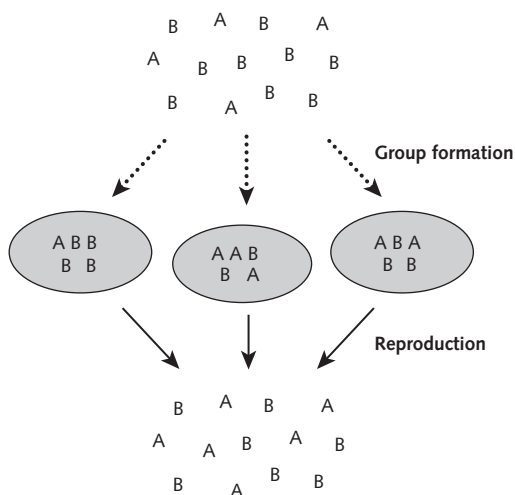 B A B A
A B B B B
B A B B
Group formation
A B B
B B
A A B
B A
A B A
B B
Reproduction
B A B A
A A B A B
B A B B